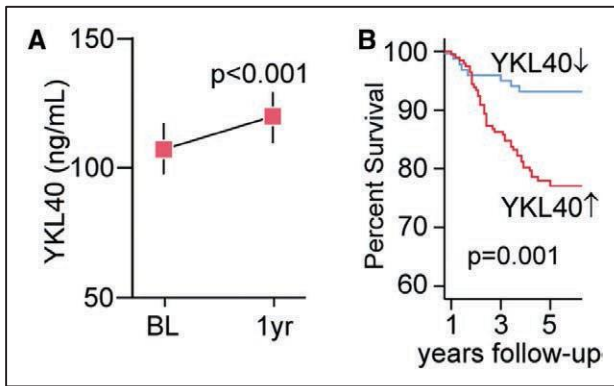 A
YKL40 (ng/mL)
150
100
50
p<0.001
BL 1yr
B
Percent Survival
100
90
80
70
60
YKL40↓
YKL40↑
p=0.001
1 3 5
years follow-up